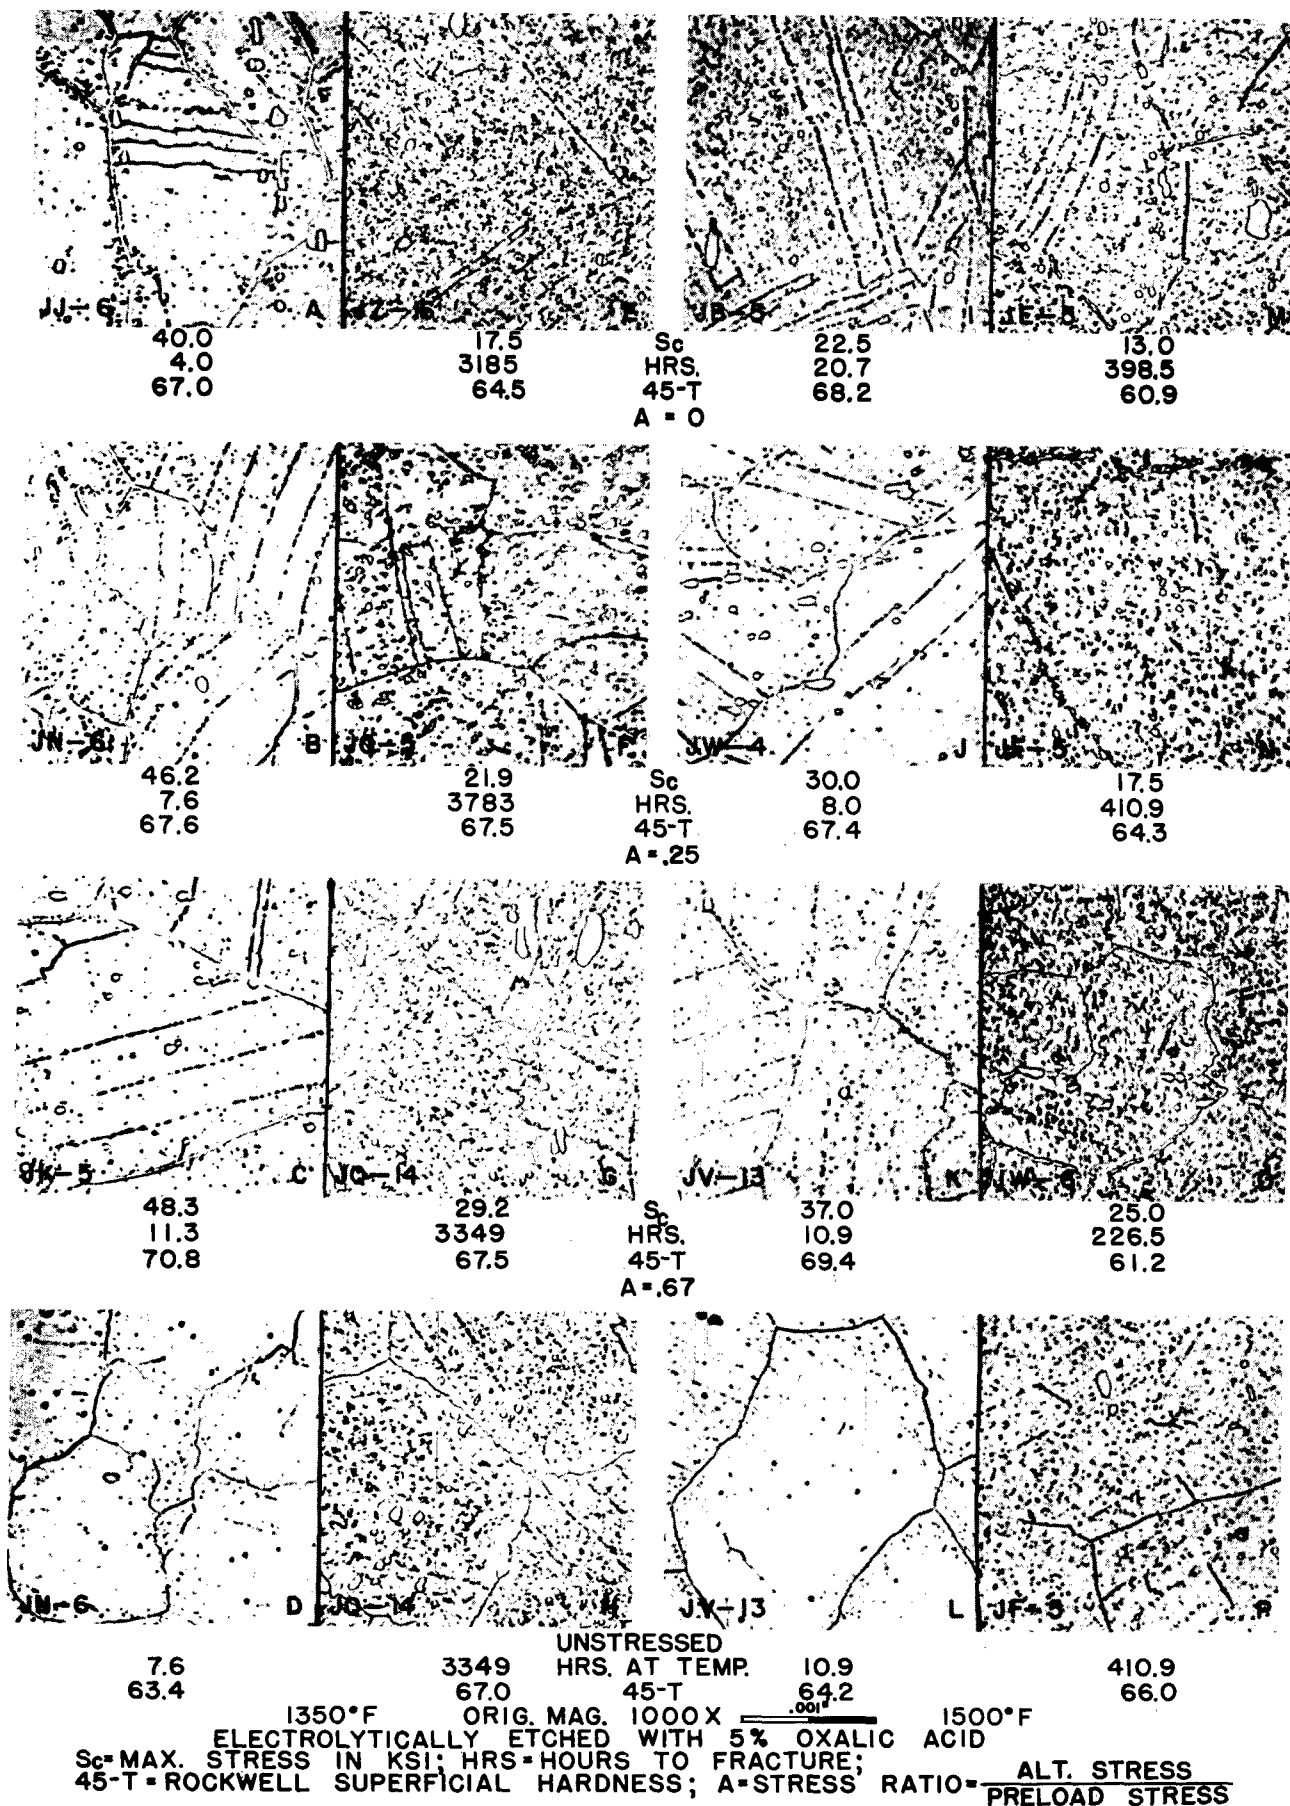 JJ-6 A E JB-5 I JE-5 M
40.0 17.5 Sc 22.5 13.0
4.0 3185 HRS. 20.7 398.5
67.0 64.5 45-T 68.2 60.9
A = 0
JN-6 B F JW-4 J JF-5 N
46.2 21.9 Sc 30.0 17.5
7.6 3783 HRS. 8.0 410.9
67.6 67.5 45-T 67.4 64.3
A = .25
JK-5 C JQ-14 G JV-13 K JW-6 O
48.3 29.2 Sc 37.0 25.0
11.3 3349 HRS. 10.9 226.5
70.8 67.5 45-T 69.4 61.2
A = .67
JN-6 D JQ-14 H JV-13 L JF-5 P
UNSTRESSED
7.6 3349 HRS. AT TEMP. 10.9 410.9
63.4 67.0 45-T 64.2 66.0
1350°F ORIG. MAG. 1000X .001" 1500°F
ELECTROLYTICALLY ETCHED WITH 5% OXALIC ACID
Sc=MAX. STRESS IN KSI; HRS=HOURS TO FRACTURE;
45-T=ROCKWELL SUPERFICIAL HARDNESS; A=STRESS RATIO= ALT. STRESS
PRELOAD STRESS